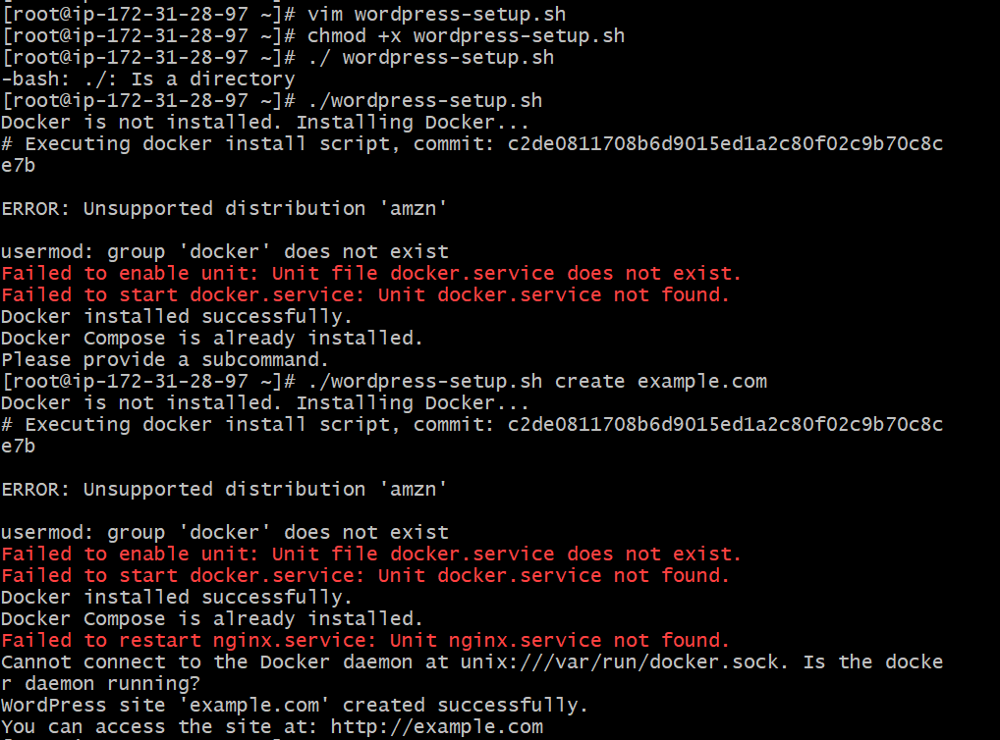 [root@ip-172-31-28-97 ~]# vim wordpress-setup.sh
[root@ip-172-31-28-97 ~]# chmod +x wordpress-setup.sh
[root@ip-172-31-28-97 ~]# ./ wordpress-setup.sh
-bash: ./: Is a directory
[root@ip-172-31-28-97 ~]# ./wordpress-setup.sh
Docker is not installed. Installing Docker...
# Executing docker install script, commit: c2de0811708b6d9015ed1a2c80f02c9b70c8c
e7b
ERROR: Unsupported distribution 'amzn'
usermod: group 'docker' does not exist
Failed to enable unit: Unit file docker.service does not exist.
Failed to start docker.service: Unit docker.service not found.
Docker installed successfully.
Docker Compose is already installed.
Please provide a subcommand.
[root@ip-172-31-28-97 ~]# ./wordpress-setup.sh create example.com
Docker is not installed. Installing Docker...
# Executing docker install script, commit: c2de0811708b6d9015ed1a2c80f02c9b70c8c
e7b
ERROR: Unsupported distribution 'amzn'
usermod: group 'docker' does not exist
Failed to enable unit: Unit file docker.service does not exist.
Failed to start docker.service: Unit docker.service not found.
Docker installed successfully.
Docker Compose is already installed.
Failed to restart nginx.service: Unit nginx.service not found.
Cannot connect to the Docker daemon at unix:///var/run/docker.sock. Is the docke
r daemon running?
WordPress site 'example.com' created successfully.
You can access the site at: http://example.com